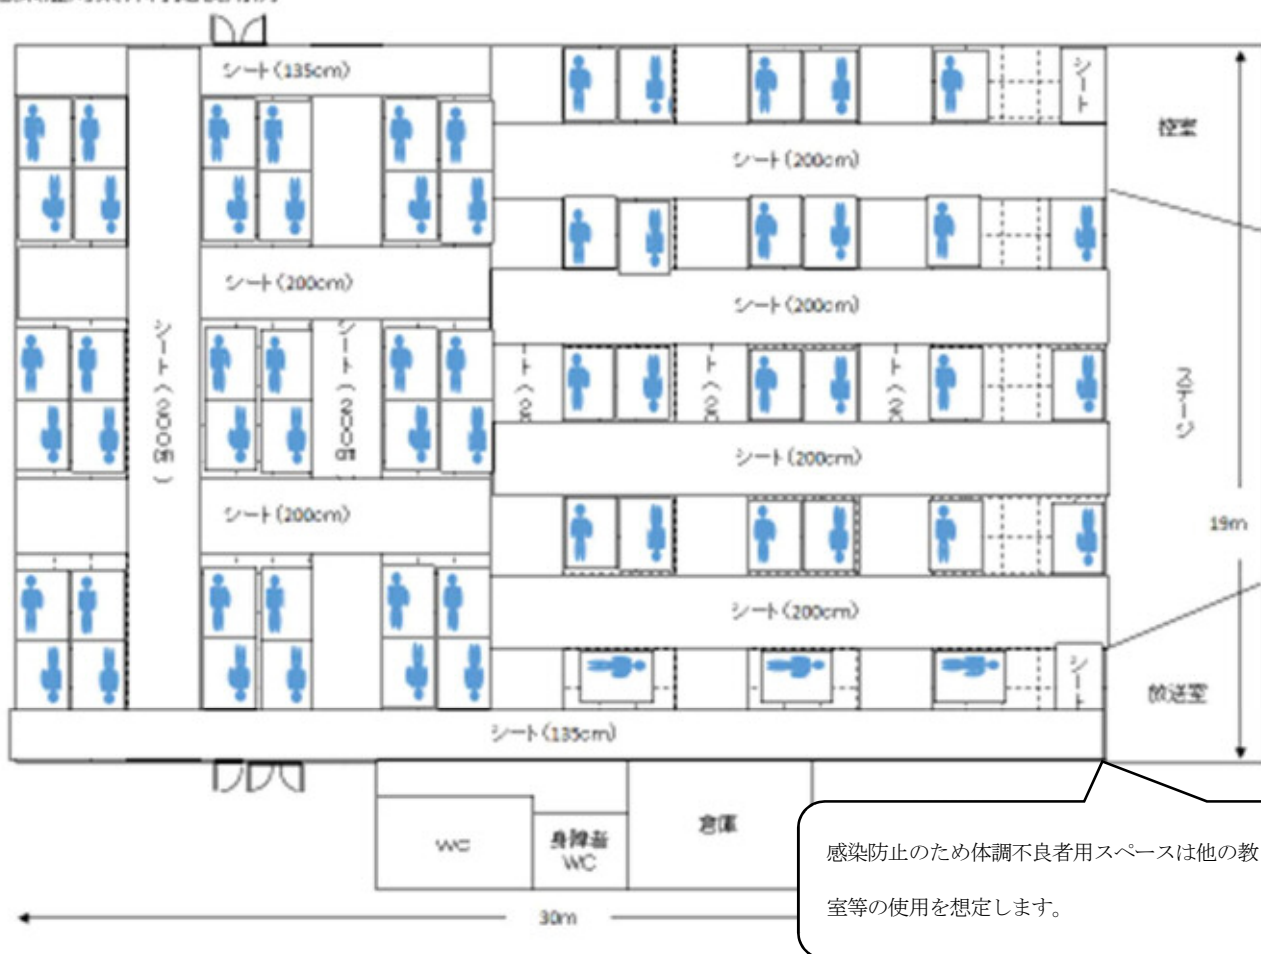 シート(135cm)
シート
控室
シート(200cm)
シート(200cm)
シート(200cm)
シート(200cm)
シート(200cm)
ステージ
シート(200cm)
シート(200cm)
19m
シート(200cm)
シート
放送室
シート(135cm)
WC
身障者
WC
倉庫
感染防止のため体調不良者用スペースは他の教
室等の使用を想定します。
30m